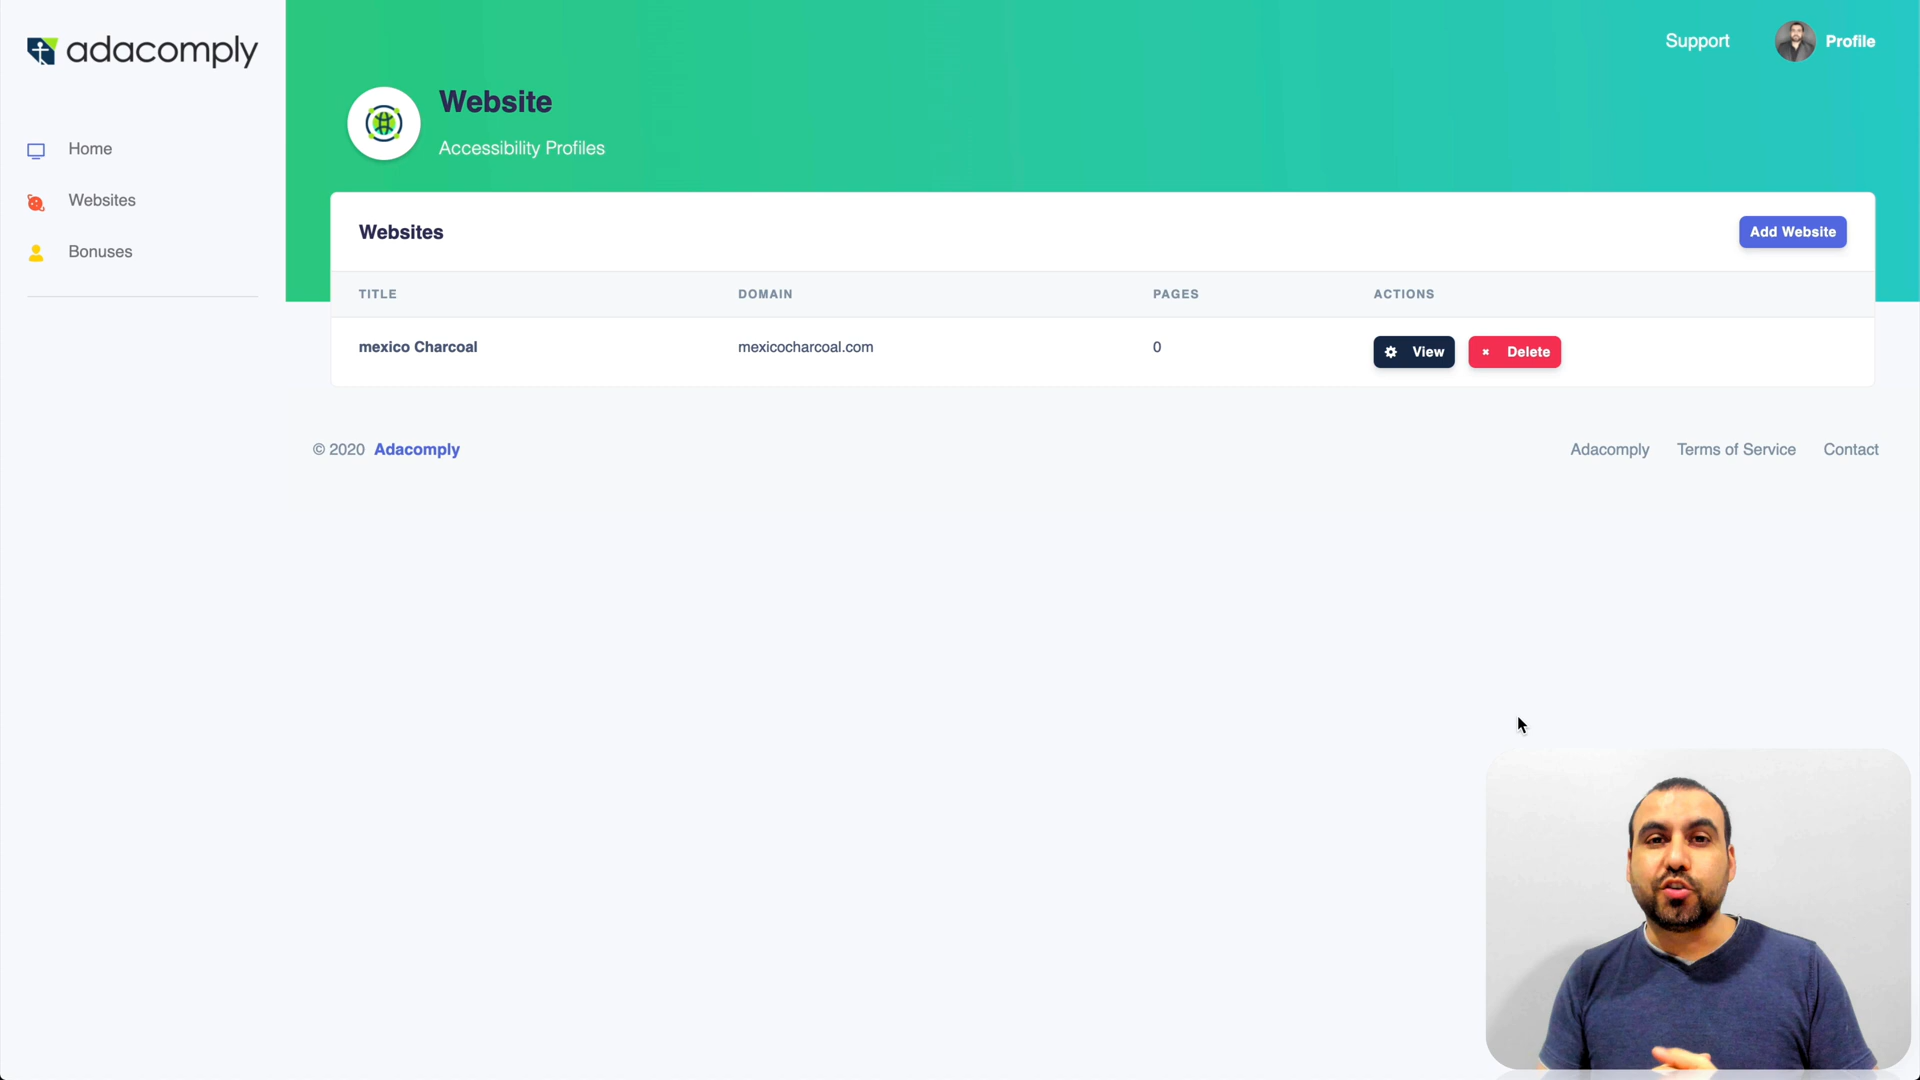 adacomply
Home
Websites
Bonuses
Support
Profile
Website
Accessibility Profiles
Websites
Add Website
TITLE DOMAIN PAGES ACTIONS
mexico Charcoal mexicocharcoal.com 0 View Delete
© 2020 Adacomply
Adacomply Terms of Service Contact